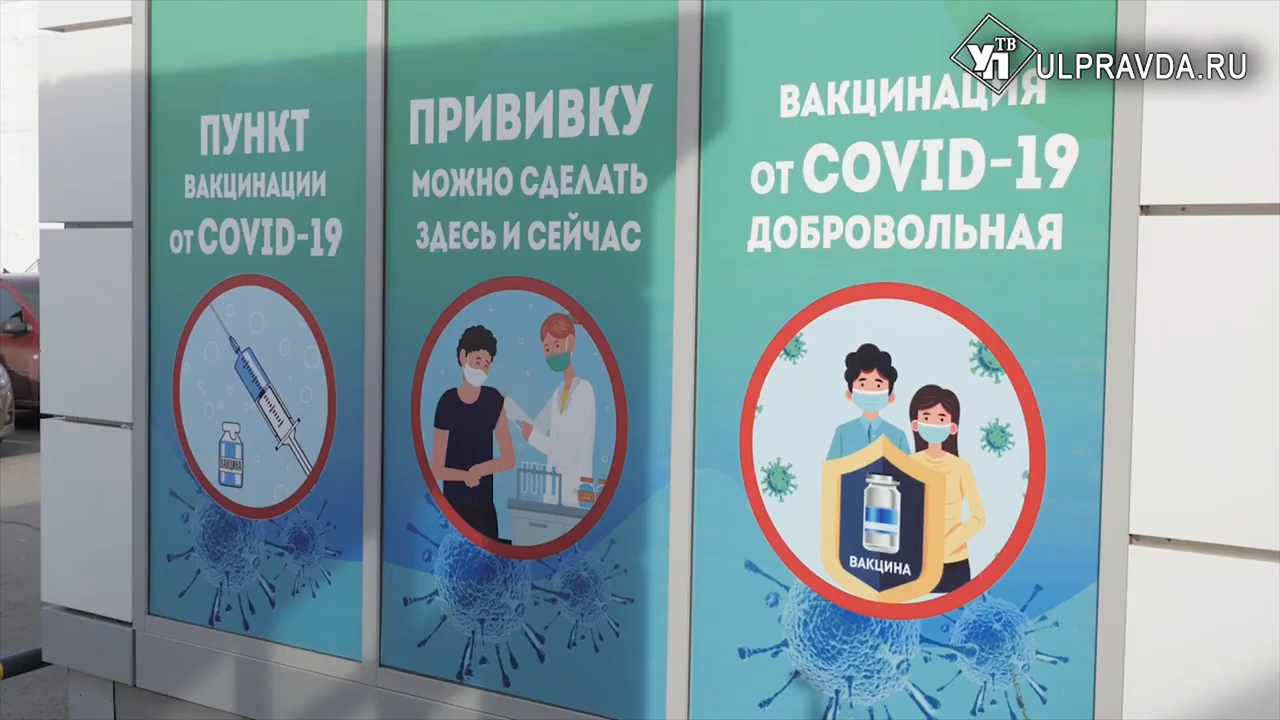 УП ТВ
ULPRAVDA.RU
ПУНКТ
ВАКЦИНАЦИИ
ОТ COVID-19
ВАКЦИНА
ПРИВИВКУ
МОЖНО СДЕЛАТЬ
ЗДЕСЬ И СЕЙЧАС
ВАКЦИНАЦИЯ
ОТ COVID-19
ДОБРОВОЛЬНАЯ
ВАКЦИНА